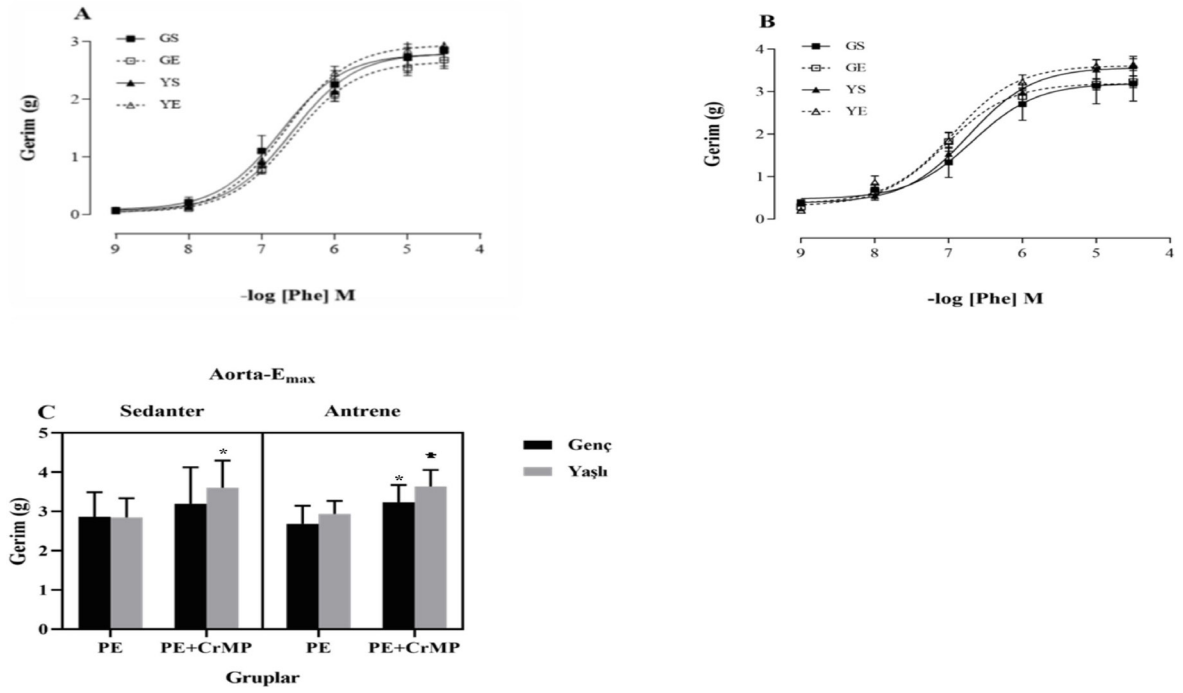 A
GS
GE
YS
YE
3
2
1
0
Gerim (g)
9 8 7 6 5 4
-log [Phe] M
B
GS
GE
YS
YE
4
3
2
1
0
Gerim (g)
9 8 7 6 5 4
-log [Phe] M
Aorta-Emax
C Sedanter Antrene
5
4
3
2
1
0
Gerim (g)
* * *
PE PE+CrMP PE PE+CrMP
Gruplar
Genç
Yaşlı